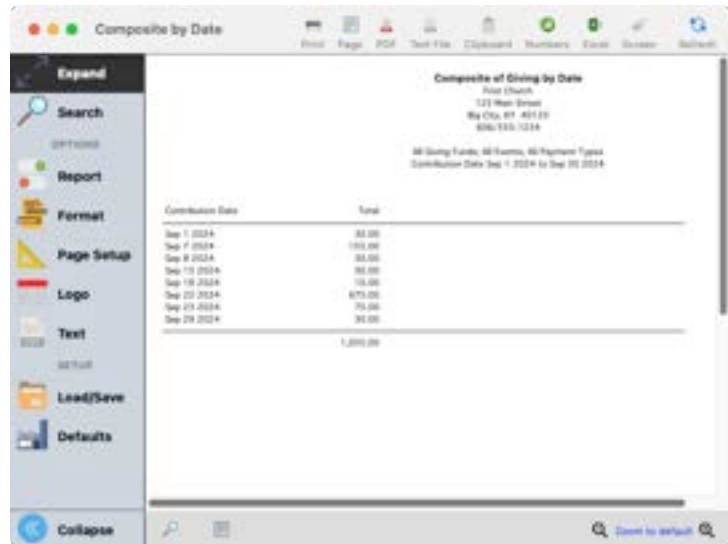 Composite by Date
Print Page PDF Text File Clipboard Numbers Excel Screen Refresh
Expand
Search
OPTIONS
Report
Format
Page Setup
Logo
Text
SETUP
Load/Save
Defaults
Collapse
Composite of Giving by Date
First Church
123 Main Street
Big City, KY 40123
606/555-1234
All Giving Funds, All Events, All Payment Types
Contribution Date Sep 1 2024 to Sep 30 2024
Contribution Date Total
Sep 1 2024
Sep 7 2024
Sep 8 2024
Sep 15 2024
Sep 18 2024
Sep 22 2024
Sep 23 2024
Sep 29 2024
Zoom to default